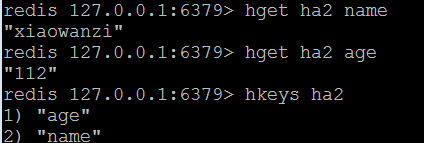 redis 127.0.0.1:6379> hget ha2 name
"xiaowanzi"
redis 127.0.0.1:6379> hget ha2 age
"112"
redis 127.0.0.1:6379> hkeys ha2
1) "age"
2) "name"